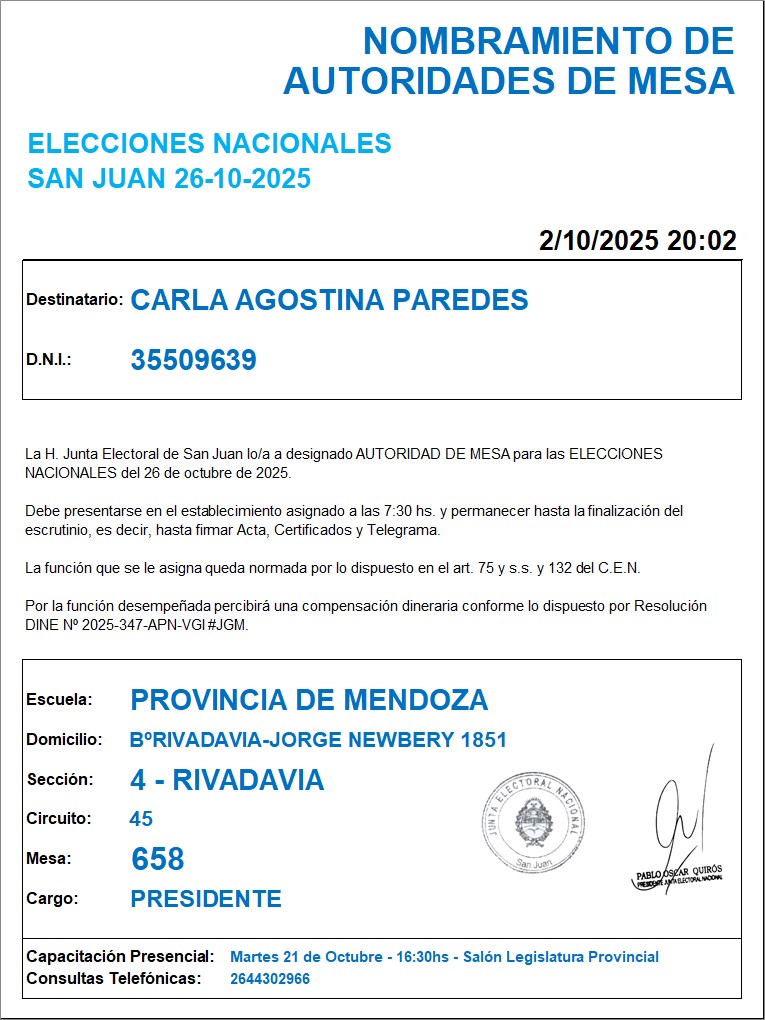 NOMBRAMIENTO DE
AUTORIDADES DE MESA
ELECCIONES NACIONALES
SAN JUAN 26-10-2025
2/10/2025 20:02
Destinatario: CARLA AGOSTINA PAREDES
D.N.I.: 35509639
La H. Junta Electoral de San Juan lo/a a designado AUTORIDAD DE MESA para las ELECCIONES
NACIONALES del 26 de octubre de 2025.
Debe presentarse en el establecimiento asignado a las 7:30 hs. y permanecer hasta la finalización del
escrutinio, es decir, hasta firmar Acta, Certificados y Telegrama.
La función que se le asigna queda normada por lo dispuesto en el art. 75 y s.s. y 132 del C.E.N.
Por la función desempeñada percibirá una compensación dineraria conforme lo dispuesto por Resolución
DINE Nº 2025-347-APN-VGI#JGM.
Escuela: PROVINCIA DE MENDOZA
Domicilio: BºRIVADAVIA-JORGE NEWBERY 1851
Sección: 4 - RIVADAVIA
Circuito: 45
Mesa: 658
Cargo: PRESIDENTE
JUNTA ELECTORAL NACIONAL
San Juan
PABLO OSCAR QUIRÓS
PRESIDENTE JUNTA ELECTORAL NACIONAL
Capacitación Presencial: Martes 21 de Octubre - 16:30hs - Salón Legislatura Provincial
Consultas Telefónicas: 2644302966